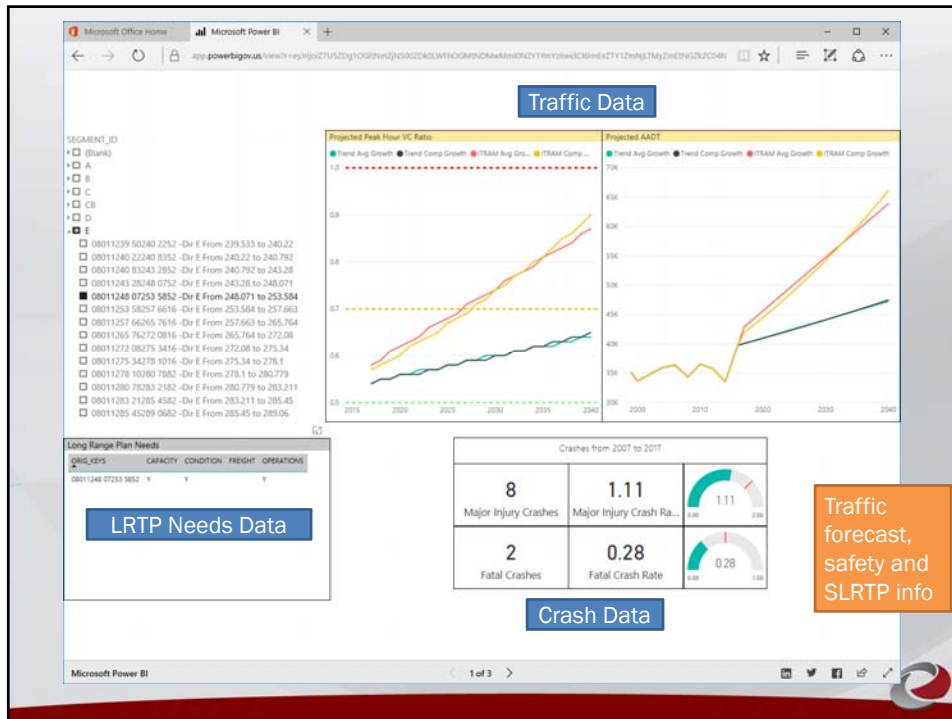 Microsoft Office Home
Microsoft Power BI
Traffic Data
SEGMENT_ID
(Blank)
A
B
C
CB
D
E
08011239 50240 2252 -Dir E From 239.533 to 240.22
08011240 22240 8352 -Dir E From 240.22 to 240.792
08011240 83243 2852 -Dir E From 240.792 to 243.28
08011243 28248 0752 -Dir E From 243.28 to 248.071
08011248 07253 5852 -Dir E From 248.071 to 253.584
08011253 58257 6616 -Dir E From 253.584 to 257.663
08011257 66265 7616 -Dir E From 257.663 to 265.764
08011265 76272 0816 -Dir E From 265.764 to 272.08
08011272 08275 3416 -Dir E From 272.08 to 275.34
08011275 34278 1016 -Dir E From 275.34 to 278.1
08011278 10280 7882 -Dir E From 278.1 to 280.779
08011280 78283 2182 -Dir E From 280.779 to 283.211
08011283 21285 4582 -Dir E From 283.211 to 285.45
08011285 45289 0682 -Dir E From 285.45 to 289.06
Projected Peak Hour VC Ratio
Trend Avg Growth Trend Comp Growth ITRAM Avg Gro... ITRAM Comp ...
1.0
0.9
0.8
0.7
0.6
0.5
2015 2020 2025 2030 2035 2040
Projected AADT
Trend Avg Growth Trend Comp Growth ITRAM Avg Growth ITRAM Comp Growth
70K
65K
60K
55K
50K
45K
40K
35K
30K
2000 2010 2020 2030 2040
Long Range Plan Needs
ORIG_KEYS CAPACITY CONDITION FREIGHT OPERATIONS
08011248 07253 5852 Y Y Y
LRTP Needs Data
Crashes from 2007 to 2017
8
Major Injury Crashes
1.11
Major Injury Crash Ra...
1.11
0.00
2
Fatal Crashes
0.28
Fatal Crash Rate
0.28
0.00
Crash Data
Traffic
forecast,
safety and
SLRTP info
Microsoft Power BI
1 of 3